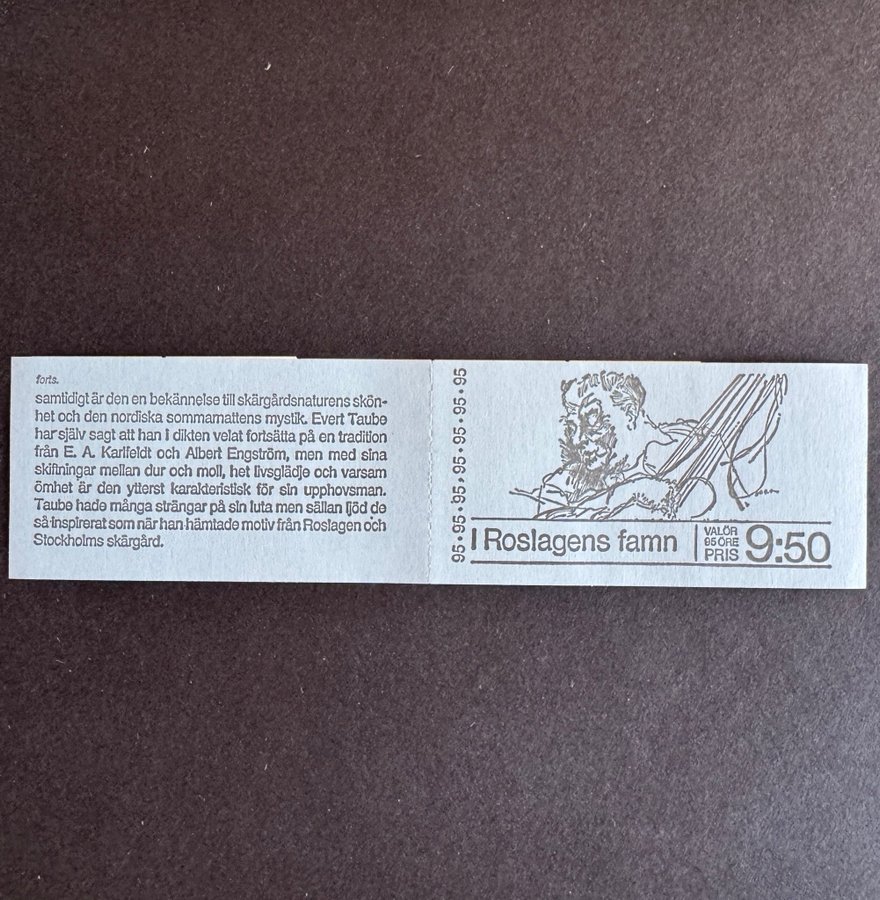 forts.
samtidigt är den en bekännelse till skärgårdsnaturens skön-
het och den nordiska sommarnattens mystik. Evert Taube
har själv sagt att han i dikten velat fortsätta på en tradition
från E. A. Karlfeldt och Albert Engström, men med sina
skiftningar mellan dur och moll, het livsglädje och varsam
ömhet är den ytterst karakteristisk för sin upphovsman.
Taube hade många strängar på sin luta men sällan ljöd de
så inspirerat som när han hämtade motiv från Roslagen och
Stockholms skärgård.
95·95·95·95·95·95·95
I Roslagens famn
VALÖR
95 ÖRE
PRIS
9:50